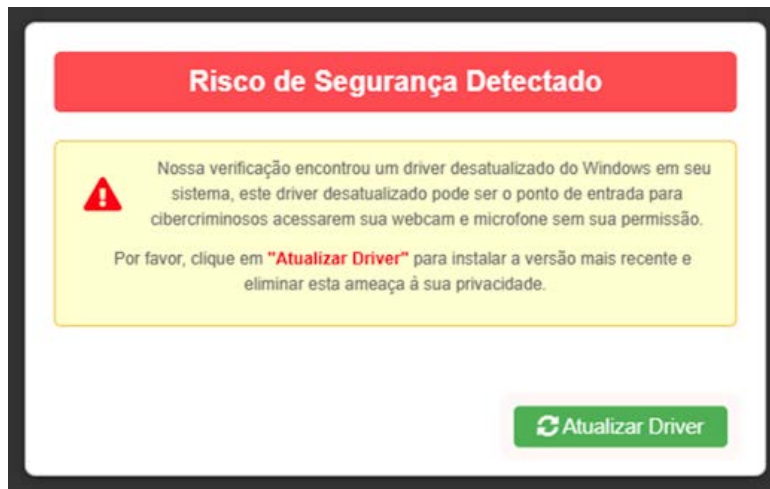 Risco de Segurança Detectado
Nossa verificação encontrou um driver desatualizado do Windows em seu
sistema, este driver desatualizado pode ser o ponto de entrada para
cibercriminosos acessarem sua webcam e microfone sem sua permissão.
Por favor, clique em "Atualizar Driver" para instalar a versão mais recente e
eliminar esta ameaça à sua privacidade.
Atualizar Driver